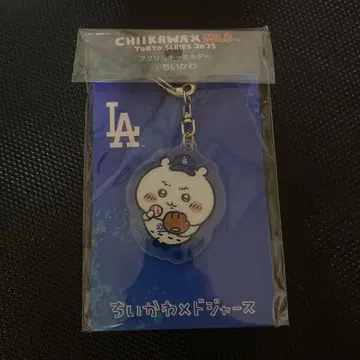 CHIIKAWA × MLB
TOKYO SERIES 2025
アクリルキーホルダー
ちいかわ
LA
ちいかわ×ドジャース